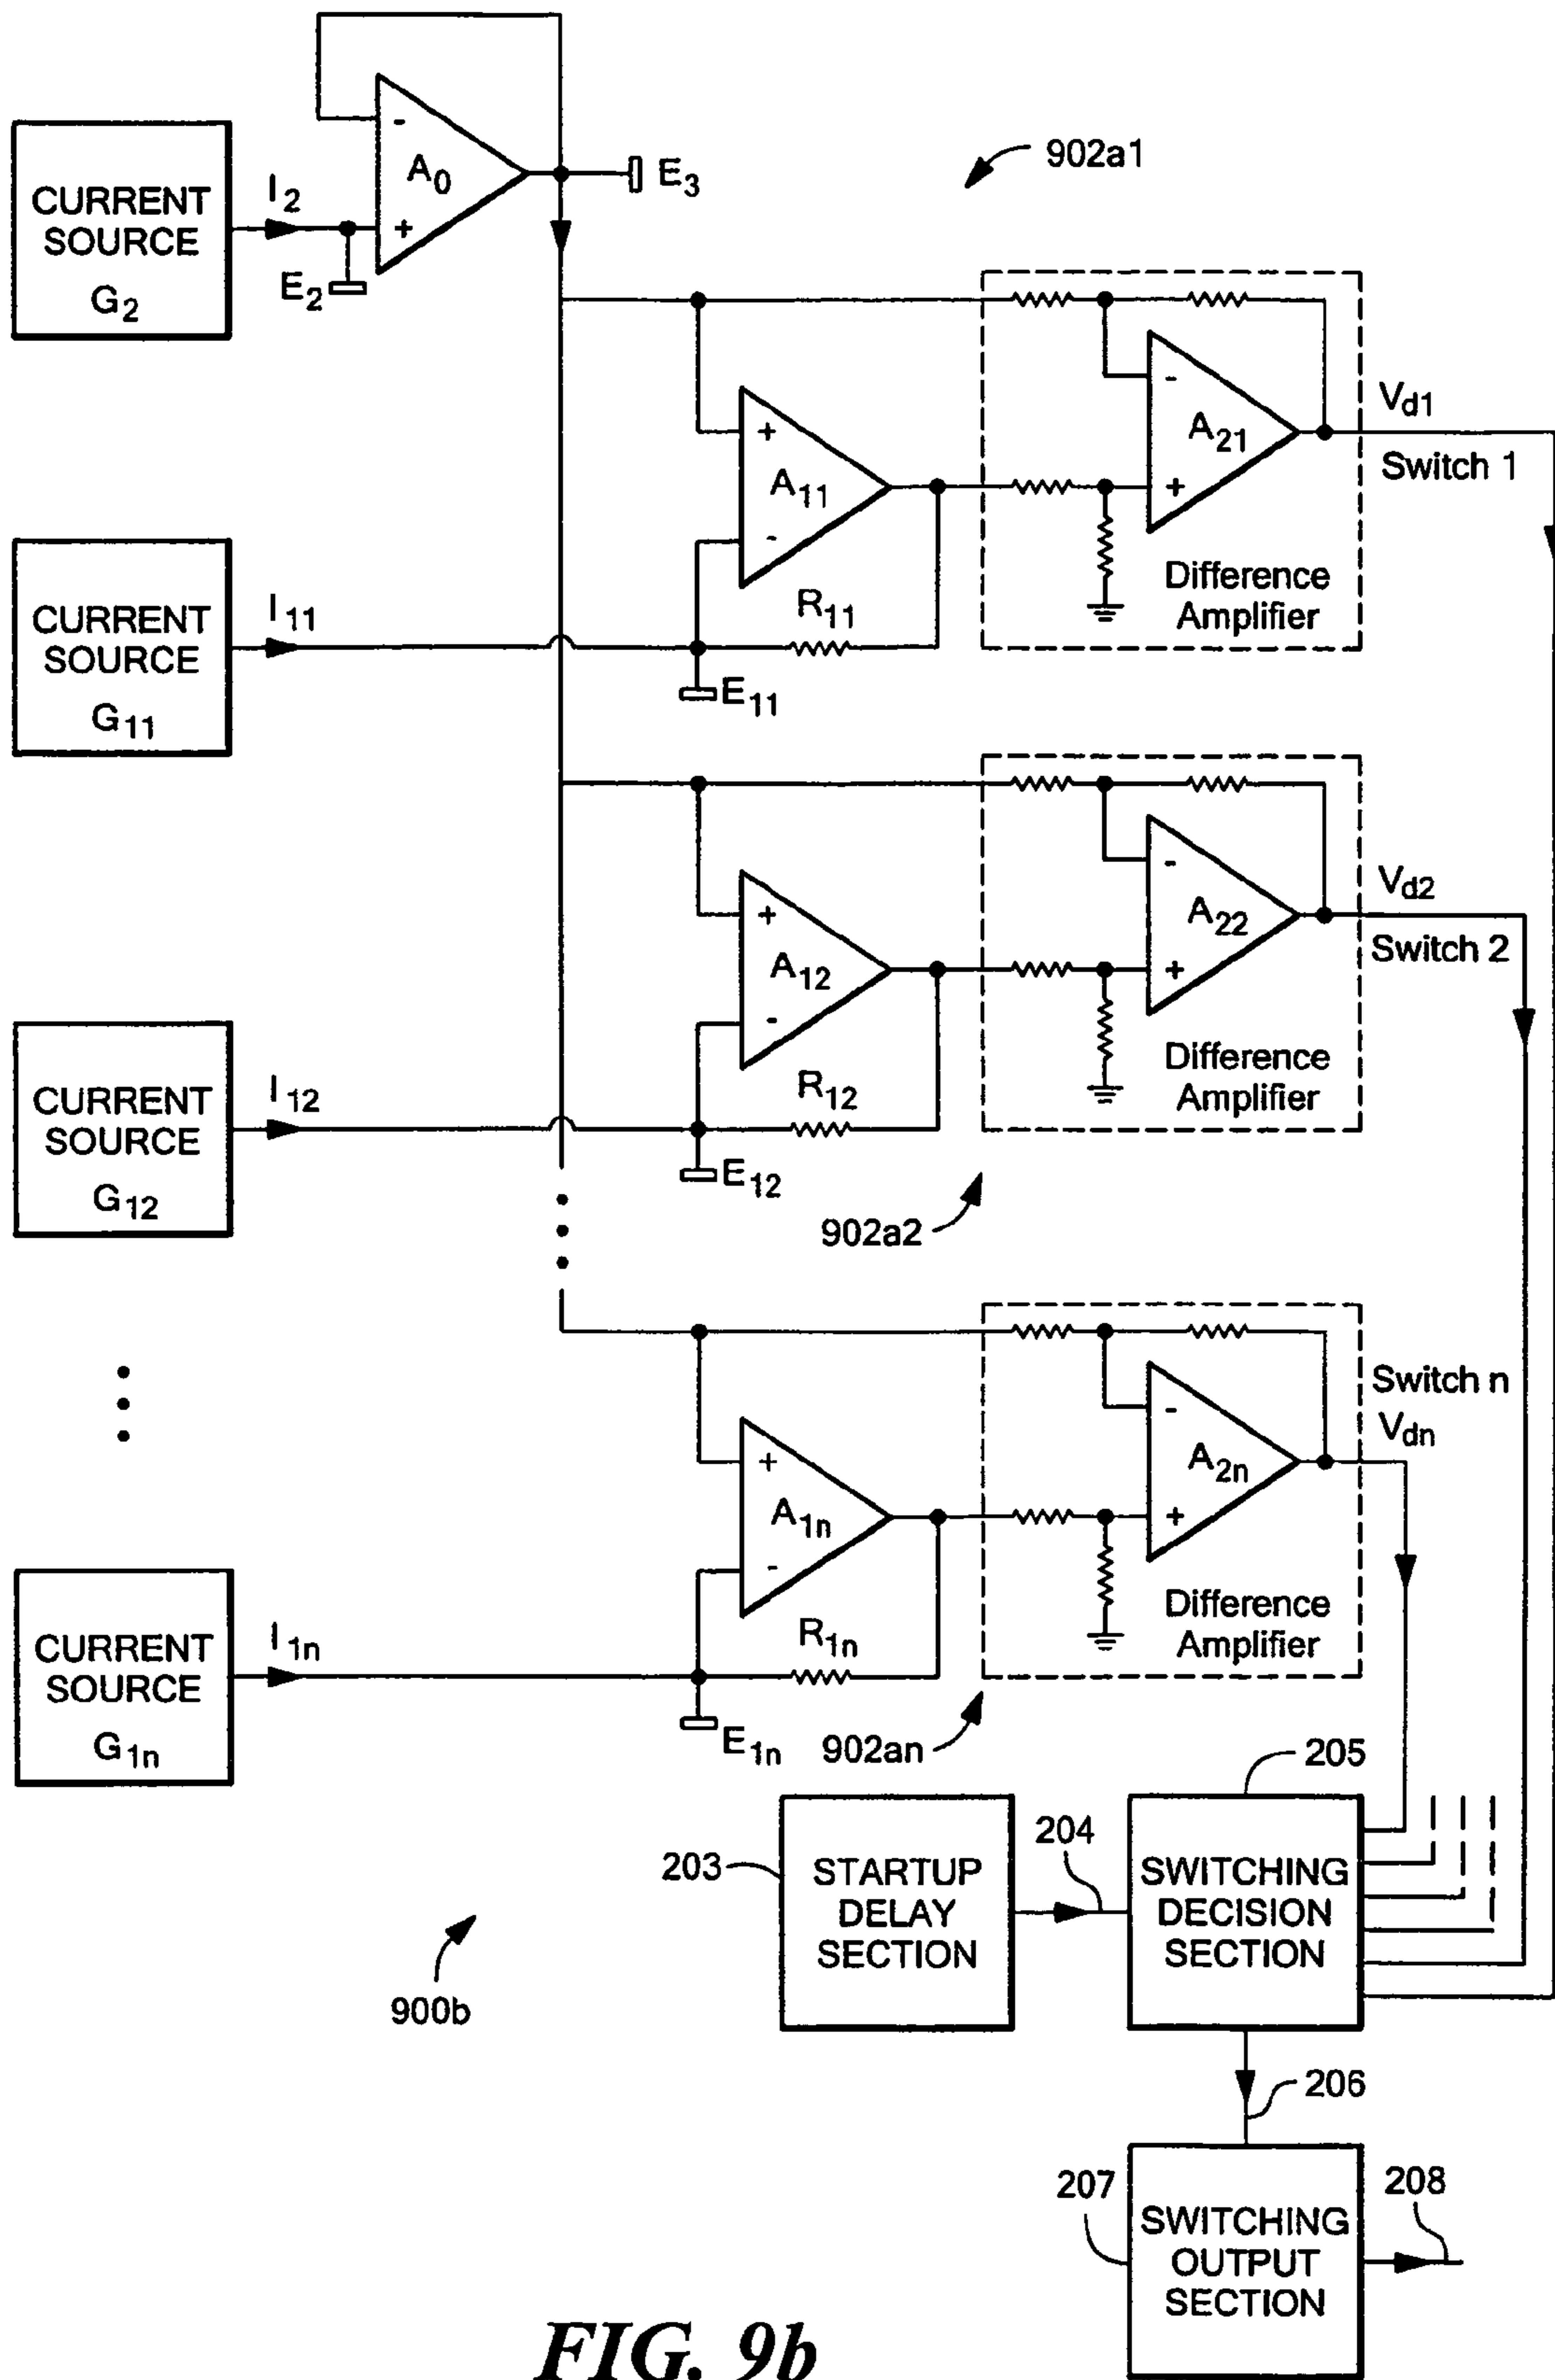 A0
-
+
CURRENT
SOURCE
G2
I2
E2
E3
902a1
+
A11
-
-
A21
+
Difference
Amplifier
Vd1
Switch 1
CURRENT
SOURCE
G11
I11
R11
E11
+
A12
-
-
A22
+
Difference
Amplifier
Vd2
Switch 2
CURRENT
SOURCE
G12
I12
R12
E12
902a2
+
A1n
-
-
A2n
+
Difference
Amplifier
Switch n
Vdn
CURRENT
SOURCE
G1n
I1n
R1n
E1n
902an
205
203
STARTUP
DELAY
SECTION
204
SWITCHING
DECISION
SECTION
900b
206
207
SWITCHING
OUTPUT
SECTION
208
FIG. 9b